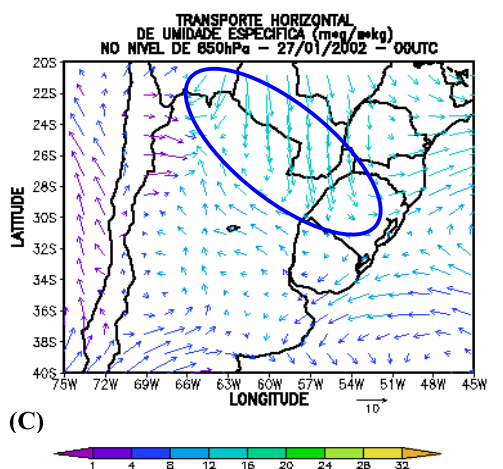 TRANSPORTE HORIZONTAL
DE UMIDADE ESPECIFICA (m*g/s*kg)
NO NIVEL DE 850hPa - 27/01/2002 - 00UTC
20S
22S
24S
26S
28S
30S
32S
34S
36S
38S
40S
LATITUDE
75W 72W 69W 66W 63W 60W 57W 54W 51W 48W 45W
LONGITUDE
10
(C)
1 4 8 12 16 20 24 28 32